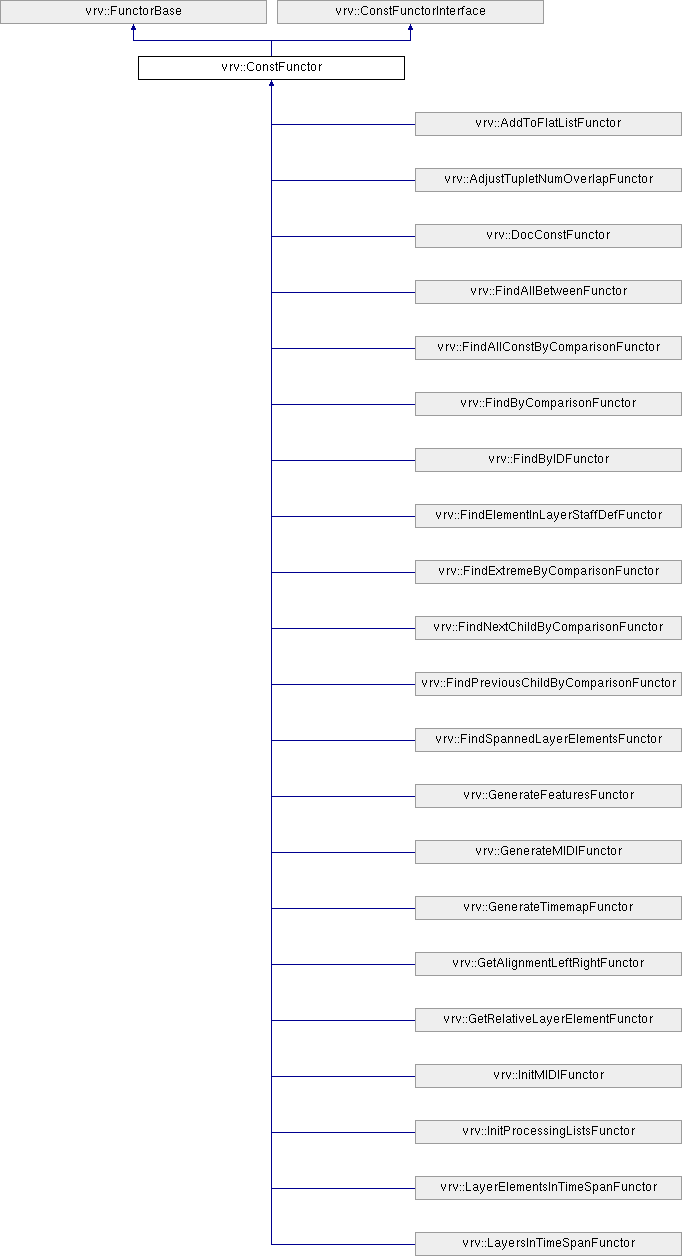 vrv::FunctorBase
vrv::ConstFunctorInterface
vrv::ConstFunctor
vrv::AddToFlatListFunctor
vrv::AdjustTupletNumOverlapFunctor
vrv::DocConstFunctor
vrv::FindAllBetweenFunctor
vrv::FindAllConstByComparisonFunctor
vrv::FindByComparisonFunctor
vrv::FindByIDFunctor
vrv::FindElementInLayerStaffDefFunctor
vrv::FindExtremeByComparisonFunctor
vrv::FindNextChildByComparisonFunctor
vrv::FindPreviousChildByComparisonFunctor
vrv::FindSpannedLayerElementsFunctor
vrv::GenerateFeaturesFunctor
vrv::GenerateMIDIFunctor
vrv::GenerateTimemapFunctor
vrv::GetAlignmentLeftRightFunctor
vrv::GetRelativeLayerElementFunctor
vrv::InitMIDIFunctor
vrv::InitProcessingListsFunctor
vrv::LayerElementsInTimeSpanFunctor
vrv::LayersInTimeSpanFunctor